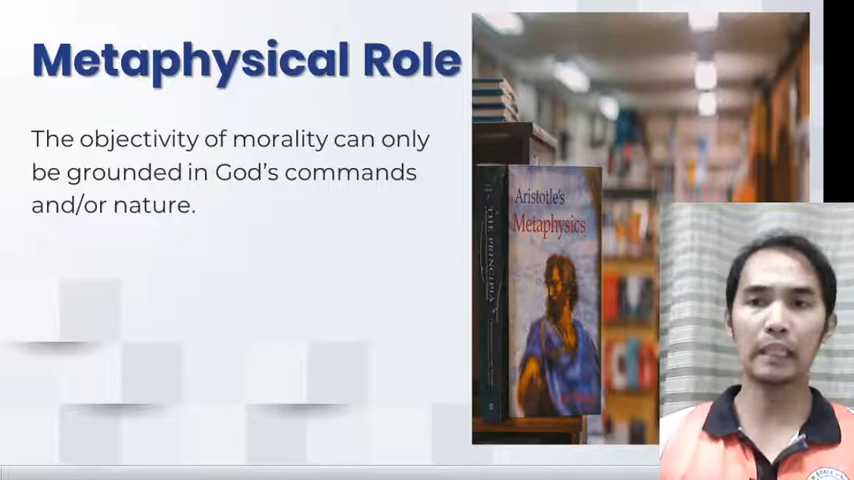 Metaphysical Role
The objectivity of morality can only
be grounded in God's commands
and/or nature.
Aristotle's
Metaphysics
THE PRINCIPIA